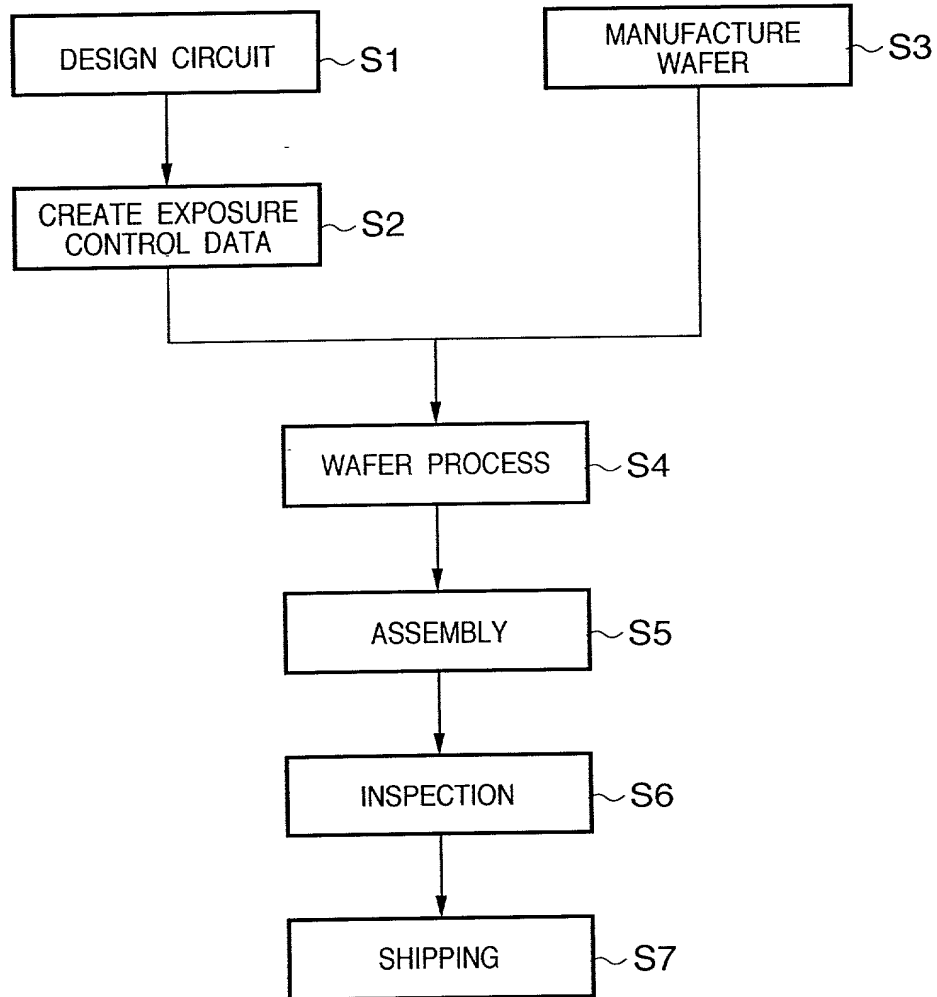 DESIGN CIRCUIT
S1
MANUFACTURE
WAFER
S3
CREATE EXPOSURE
CONTROL DATA
S2
WAFER PROCESS
S4
ASSEMBLY
S5
INSPECTION
S6
SHIPPING
S7